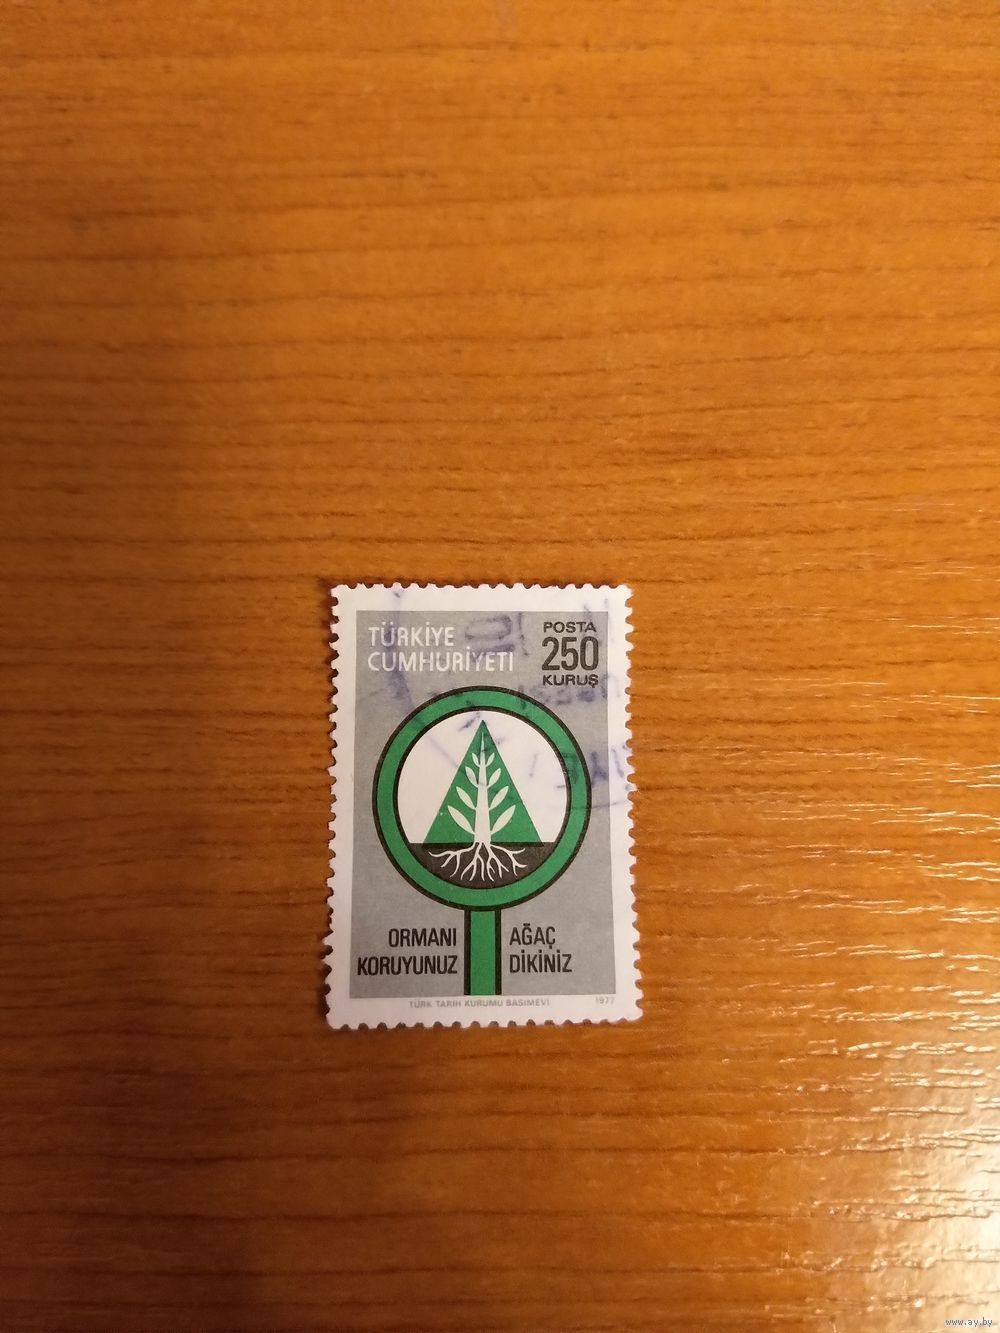 TÜRKİYE
CUMHURİYETİ
POSTA
250
KURUŞ
ORMANI
KORUYUNUZ
AĞAÇ
DİKİNİZ
TÜRK TARİH KURUMU BASIMEVİ
1977
www.ay.by